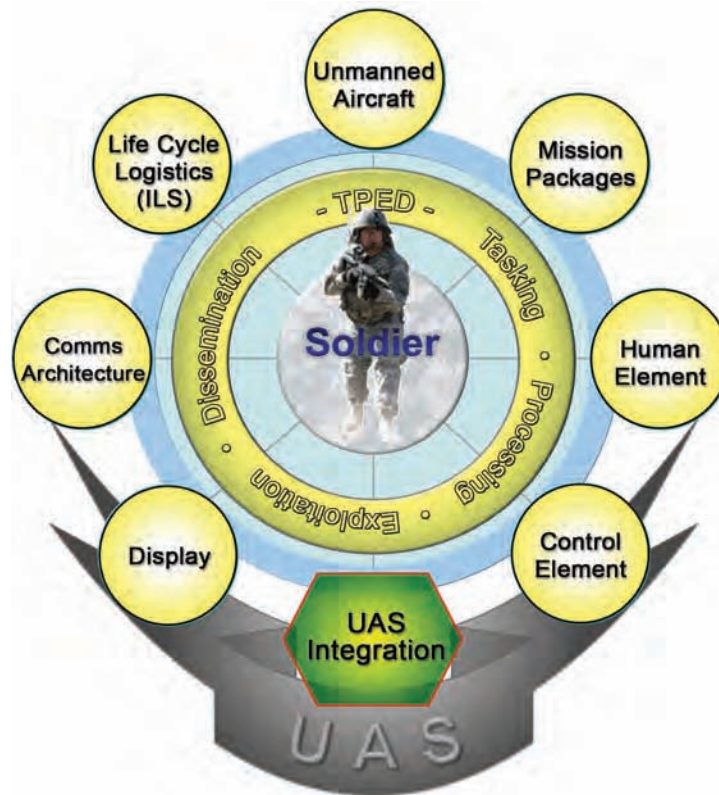 Unmanned
Aircraft
Life Cycle
Logistics
(ILS)
Mission
Packages
- TPED -
Tasking • Processing • Exploitation • Dissemination
Soldier
Comms
Architecture
Human
Element
Display
Control
Element
UAS
Integration
UAS